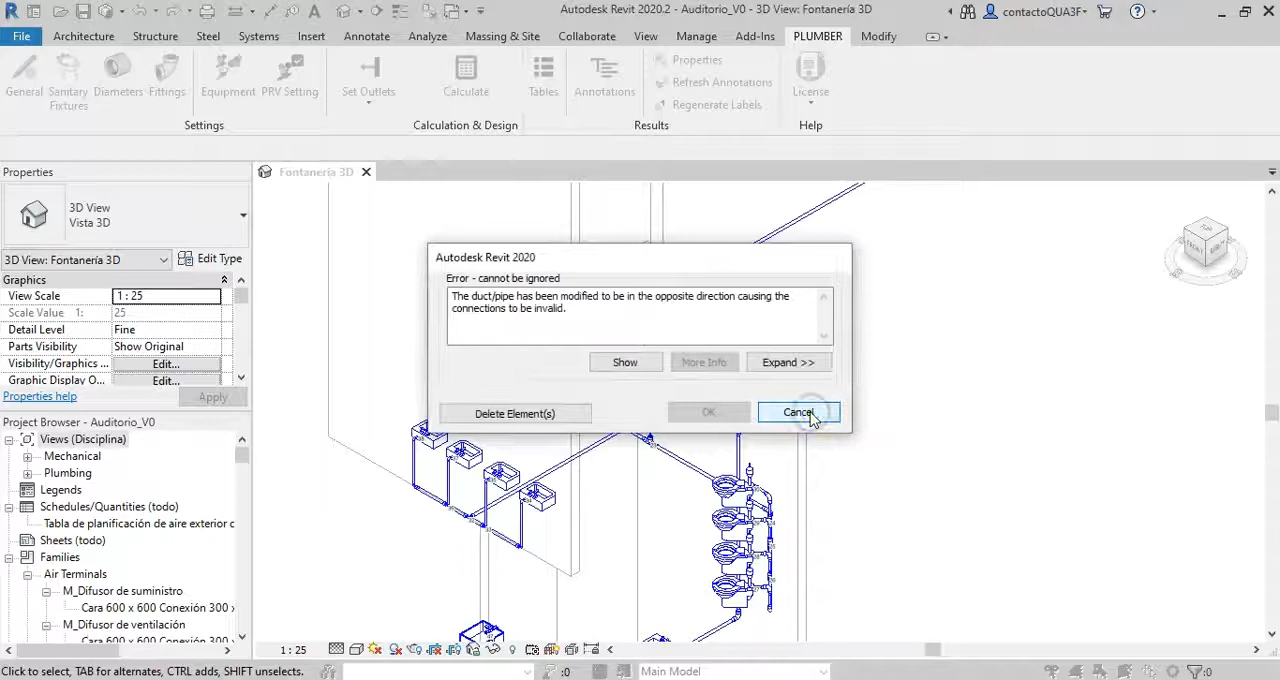 Autodesk Revit 2020.2 - Auditorio_V0 - 3D View: Fontanería 3D
contactoQUA3F
File Architecture Structure Steel Systems Insert Annotate Analyze Massing & Site Collaborate View Manage Add-Ins PLUMBER Modify
General Sanitary Fixtures Diameters Fittings Equipment PRV Setting Set Outlets Calculate Tables Annotations
Properties
Refresh Annotations
Regenerate Labels
License
Settings Calculation & Design Results Help
Properties
Fontanería 3D
3D View
Vista 3D
3D View: Fontanería 3D Edit Type
Graphics
View Scale 1 : 25
Scale Value 1: 25
Detail Level Fine
Parts Visibility Show Original
Visibility/Graphics ... Edit...
Graphic Display O... Edit...
Properties help Apply
Project Browser - Auditorio_V0
Views (Disciplina)
Mechanical
Plumbing
Legends
Schedules/Quantities (todo)
Tabla de planificación de aire exterior c
Sheets (todo)
Families
Air Terminals
M_Difusor de suministro
Cara 600 x 600 Conexión 300 x
M_Difusor de ventilación
Cara 600 x 600 Conexión 300 x
Autodesk Revit 2020
Error - cannot be ignored
The duct/pipe has been modified to be in the opposite direction causing the
connections to be invalid.
Show More Info Expand >>
Delete Element(s) OK Cancel
FRONT
1 : 25
Click to select, TAB for alternates, CTRL adds, SHIFT unselects. :0 Main Model :0